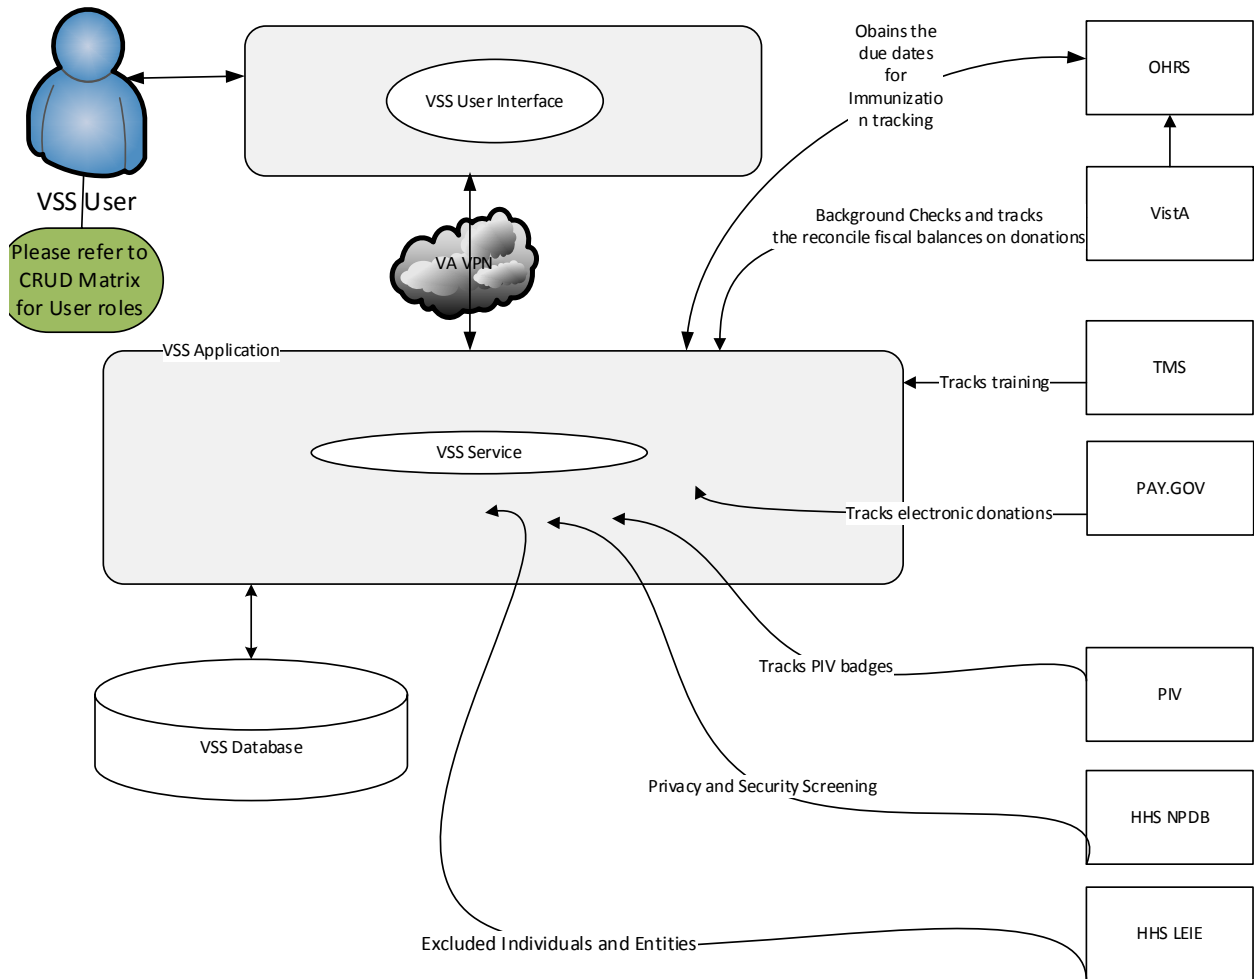 VSS User Interface
Obains the
due dates
for
Immunizatio
n tracking
OHRS
VSS User
Please refer to
CRUD Matrix
for User roles
VA VPN
Background Checks and tracks
the reconcile fiscal balances on donations
VistA
VSS Application
Tracks training
TMS
VSS Service
PAY.GOV
Tracks electronic donations
Tracks PIV badges
PIV
VSS Database
Privacy and Security Screening
HHS NPDB
Excluded Individuals and Entities
HHS LEIE